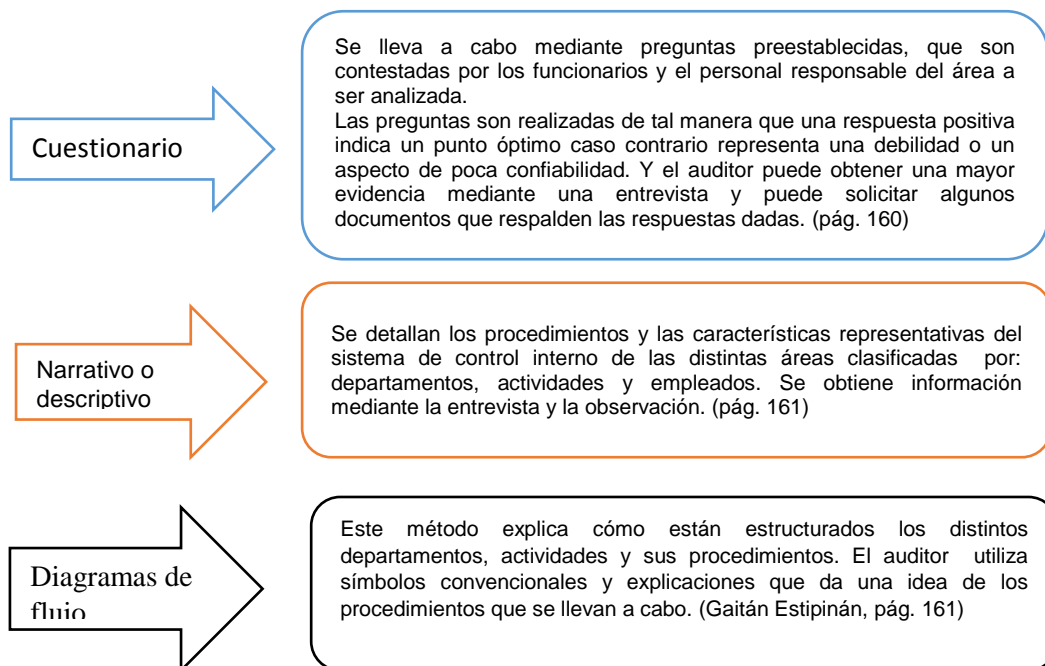 Se lleva a cabo mediante preguntas preestablecidas, que son
contestadas por los funcionarios y el personal responsable del área a
ser analizada.
Las preguntas son realizadas de tal manera que una respuesta positiva
indica un punto óptimo caso contrario representa una debilidad o un
aspecto de poca confiabilidad. Y el auditor puede obtener una mayor
evidencia mediante una entrevista y puede solicitar algunos
documentos que respalden las respuestas dadas. (pág. 160)
Cuestionario
Se detallan los procedimientos y las características representativas del
sistema de control interno de las distintas áreas clasificadas por:
departamentos, actividades y empleados. Se obtiene información
mediante la entrevista y la observación. (pág. 161)
Narrativo o
descriptivo
Este método explica cómo están estructurados los distintos
departamentos, actividades y sus procedimientos. El auditor utiliza
símbolos convencionales y explicaciones que da una idea de los
procedimientos que se llevan a cabo. (Gaitán Estipinán, pág. 161)
Diagramas de
flujo